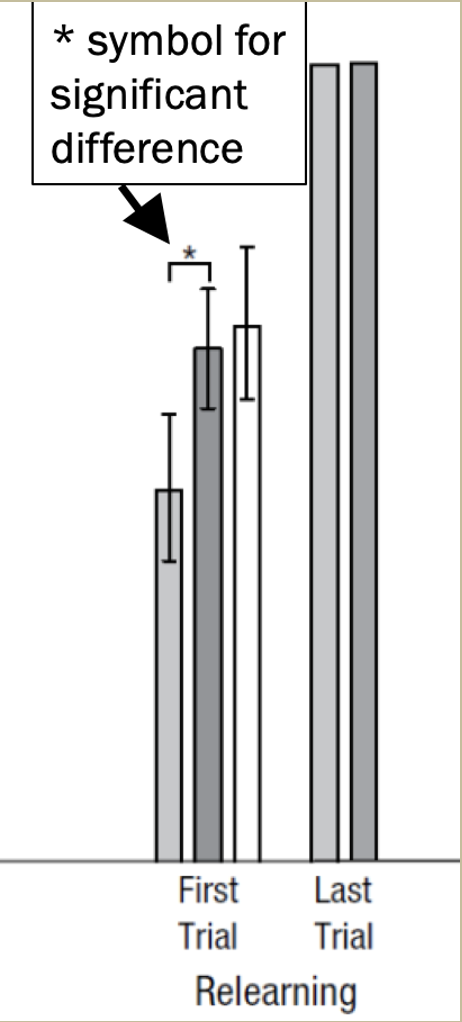 * symbol for
significant
difference
*
First
Trial
Last
Trial
Relearning